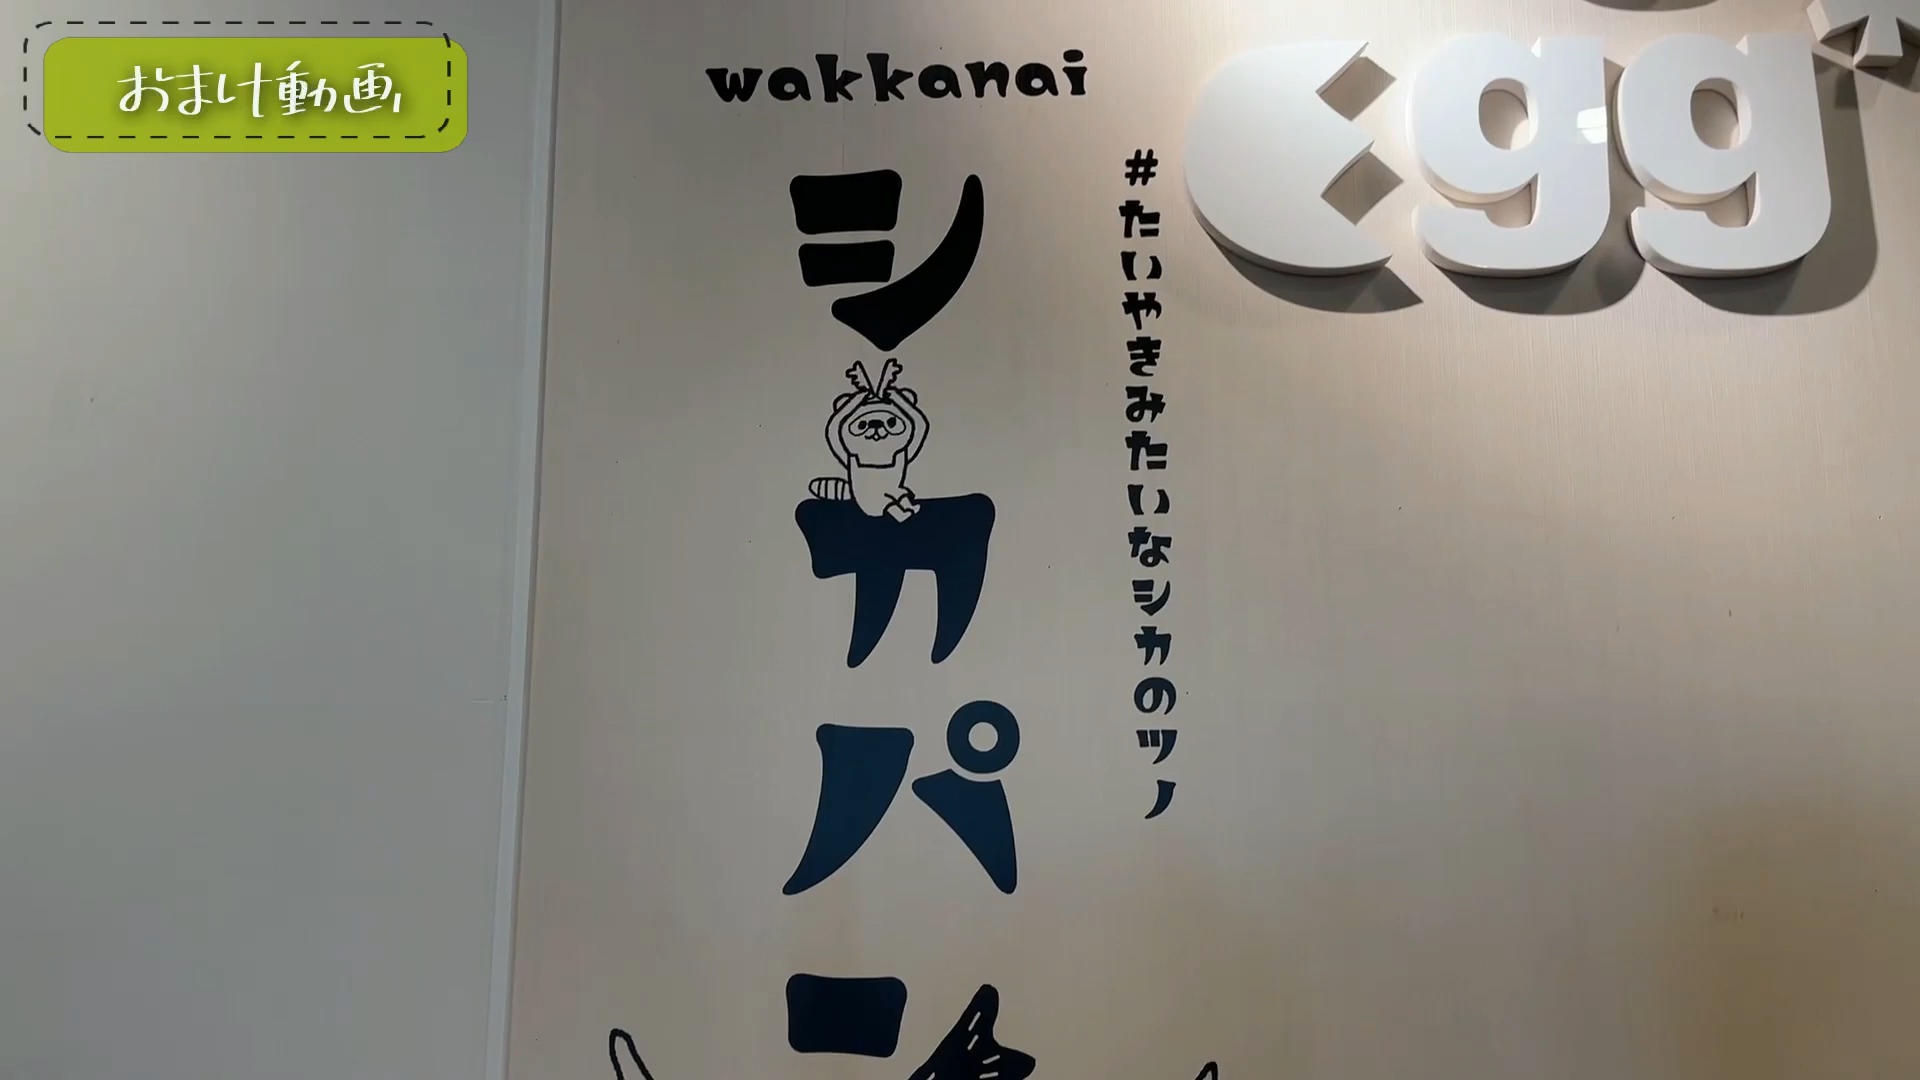 おまけ動画
wakkanai
シカパン
#たいやきみたいなシカのツノ
egg